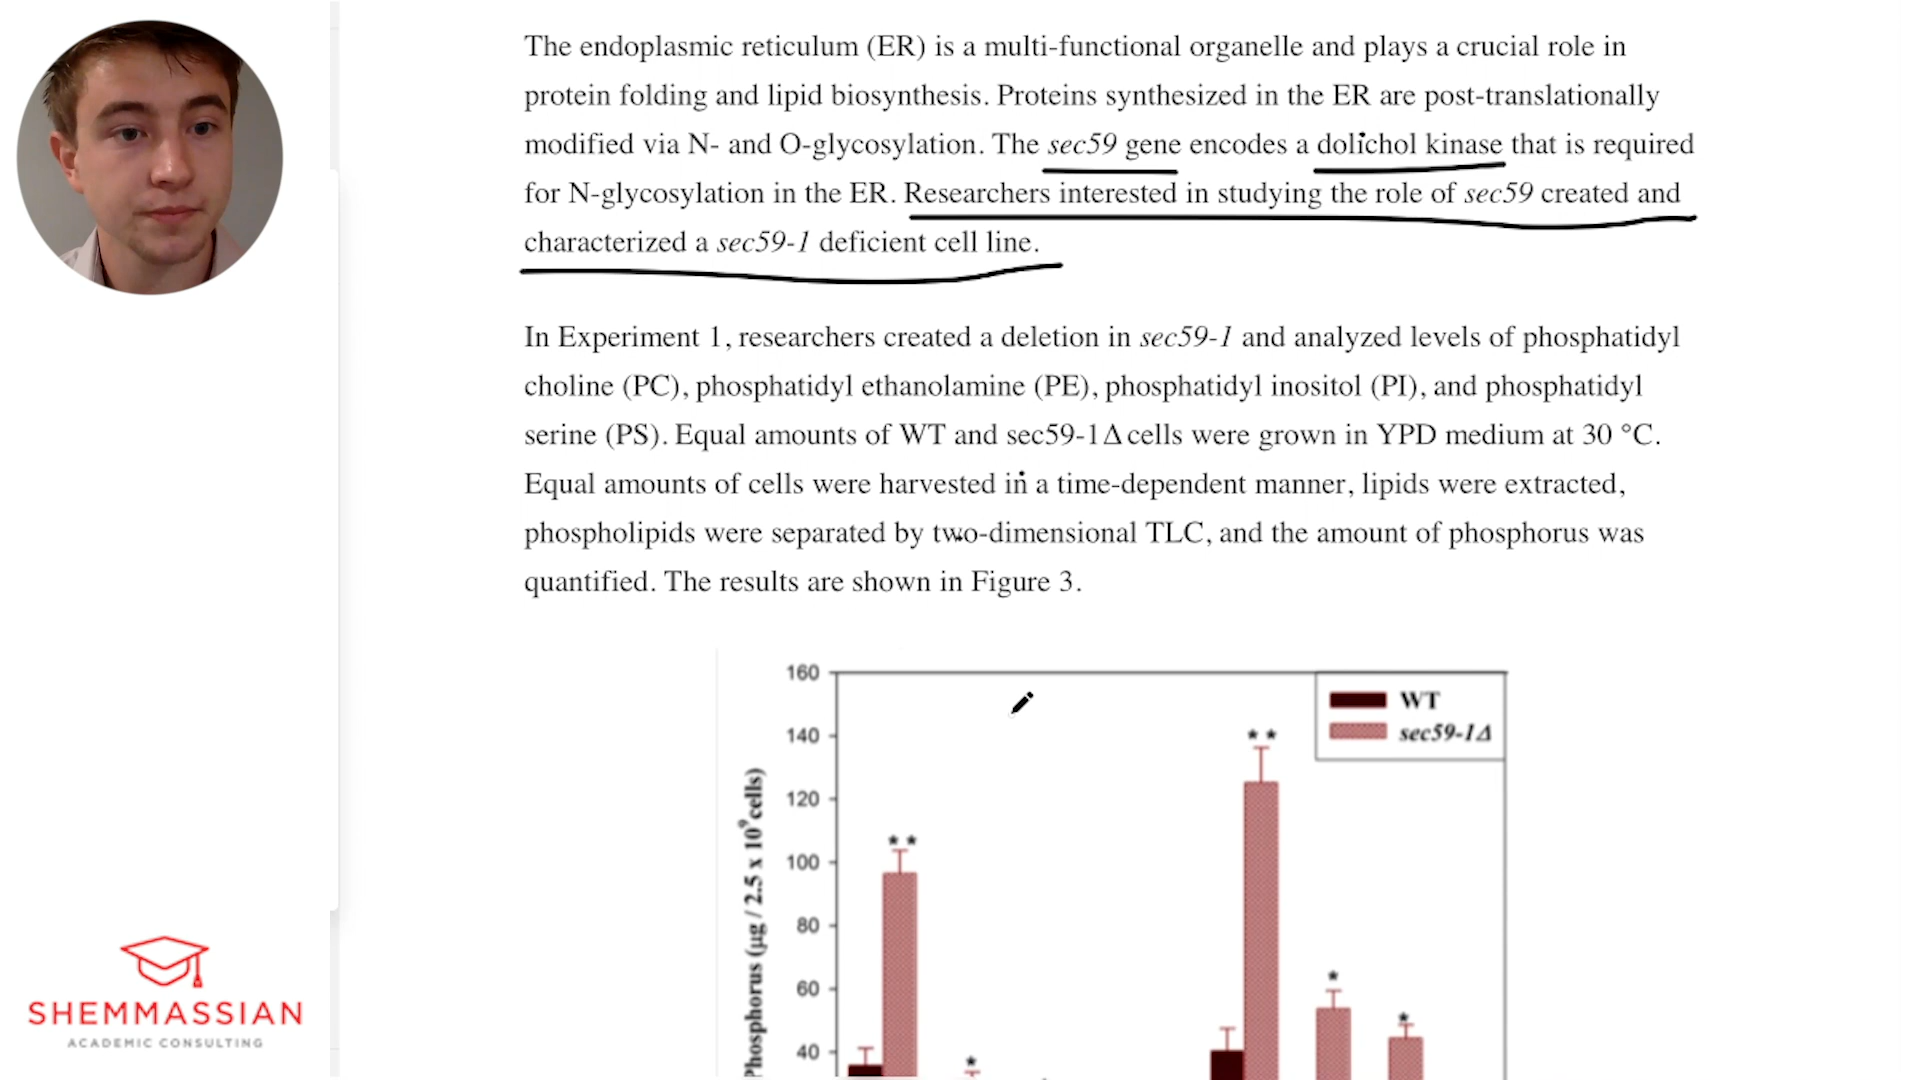 The endoplasmic reticulum (ER) is a multi-functional organelle and plays a crucial role in
protein folding and lipid biosynthesis. Proteins synthesized in the ER are post-translationally
modified via N- and O-glycosylation. The sec59 gene encodes a dolichol kinase that is required
for N-glycosylation in the ER. Researchers interested in studying the role of sec59 created and
characterized a sec59-1 deficient cell line.
In Experiment 1, researchers created a deletion in sec59-1 and analyzed levels of phosphatidyl
choline (PC), phosphatidyl ethanolamine (PE), phosphatidyl inositol (PI), and phosphatidyl
serine (PS). Equal amounts of WT and sec59-1Δ cells were grown in YPD medium at 30 °C.
Equal amounts of cells were harvested in a time-dependent manner, lipids were extracted,
phospholipids were separated by two-dimensional TLC, and the amount of phosphorus was
quantified. The results are shown in Figure 3.
160
140
120
100
80
60
40
Phosphorus (μg / 2.5 x 10⁹cells)
WT
sec59-1Δ
* *
*
* *
*
*
SHEMMASSIAN
ACADEMIC CONSULTING